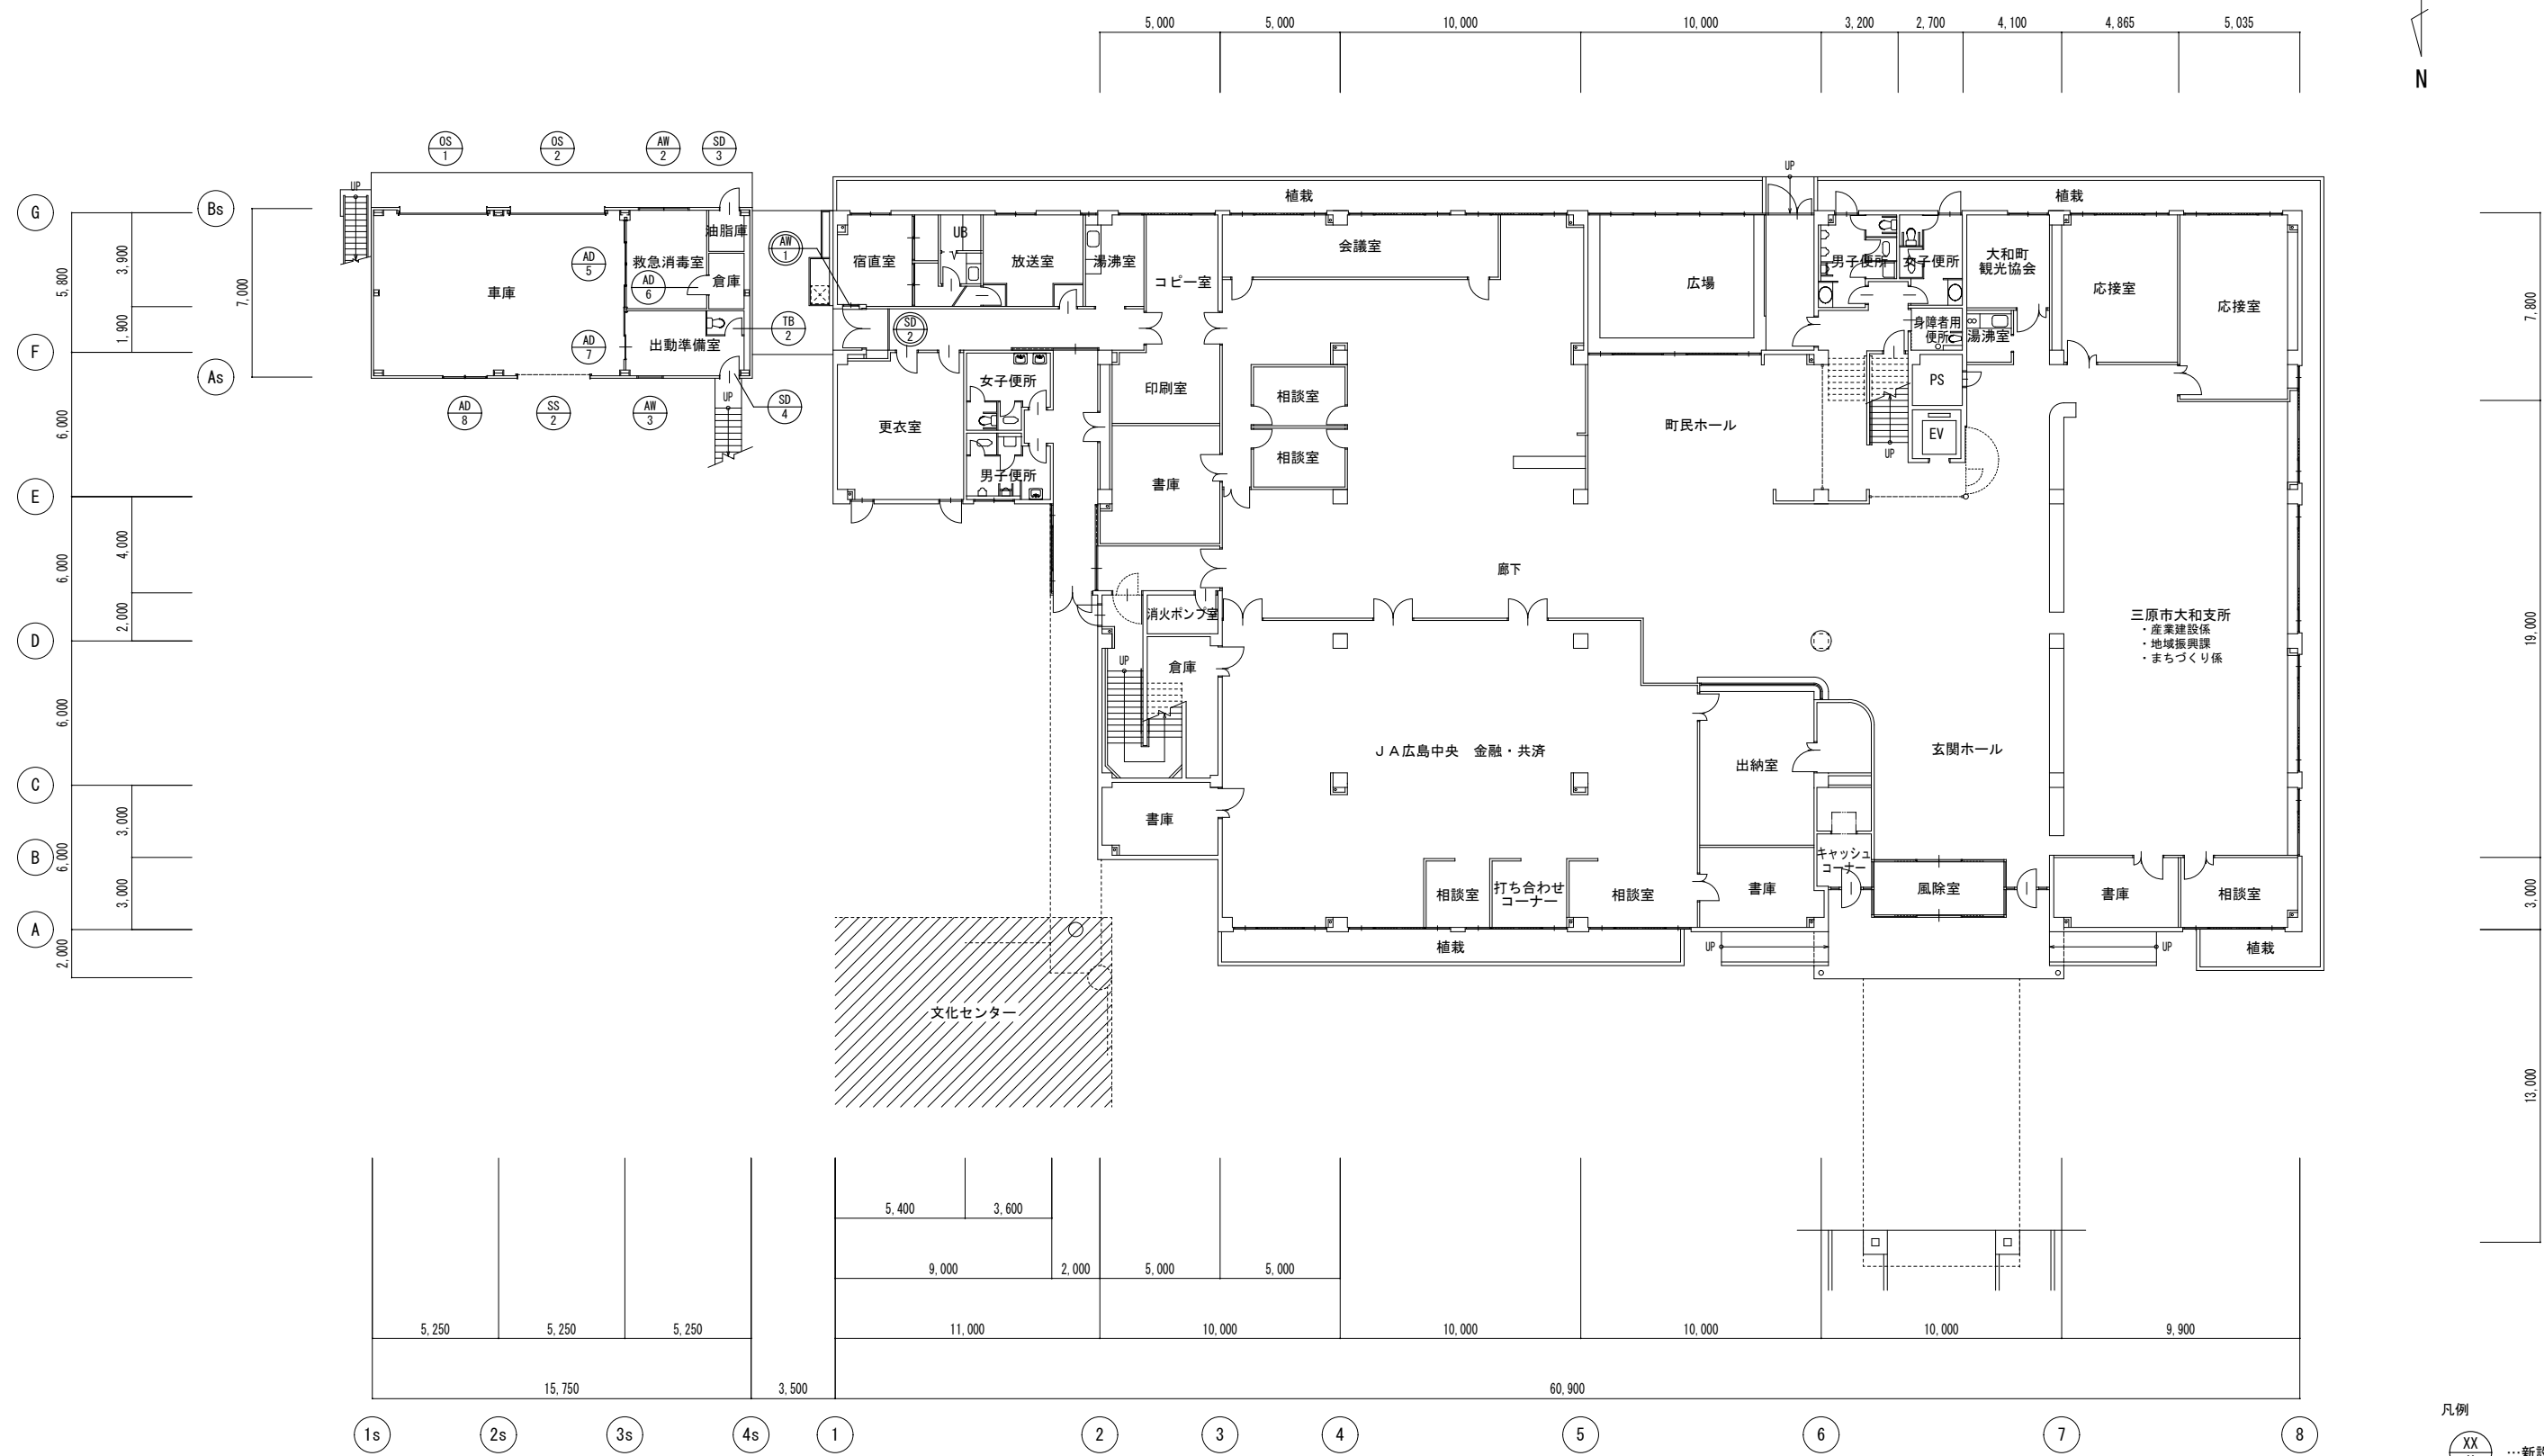 5,000 5,000 10,000 10,000 3,200 2,700 4,100 4,865 5,035
N
OS 1
OS 2
AW 2
SD 3
UP
UP
G
Bs
植栽
植栽
油脂庫
AW 1
UB
宿直室
放送室
湯沸室
コピー室
会議室
広場
男子便所
女子便所
大和町
観光協会
応接室
応接室
5,800
3,900
7,000
車庫
AD 5
救急消毒室
AD 6
倉庫
7,800
1,900
TB 2
SD 2
身障者用
便所
湯沸室
F
AD 7
出動準備室
As
AD 8
SS 2
AW 3
UP
SD 4
女子便所
印刷室
相談室
PS
6,000
更衣室
町民ホール
EV
UP
男子便所
書庫
相談室
E
4,000
6,000
廊下
2,000
消火ポンプ室
三原市大和支所
・産業建設係
・地域振興課
・まちづくり係
19,000
D
UP
倉庫
6,000
JA広島中央 金融・共済
出納室
玄関ホール
C
3,000
書庫
B
6,000
キャッシュ
コーナー
3,000
相談室
打ち合わせ
コーナー
相談室
書庫
風除室
書庫
相談室
3,000
A
2,000
植栽
UP
UP
植栽
文化センター
13,000
5,400 3,600
9,000 2,000 5,000 5,000
5,250 5,250 5,250 11,000 10,000 10,000 10,000 10,000 9,900
15,750 3,500 60,900
凡例
1s 2s 3s 4s 1 2 3 4 5 6 7 8
XX